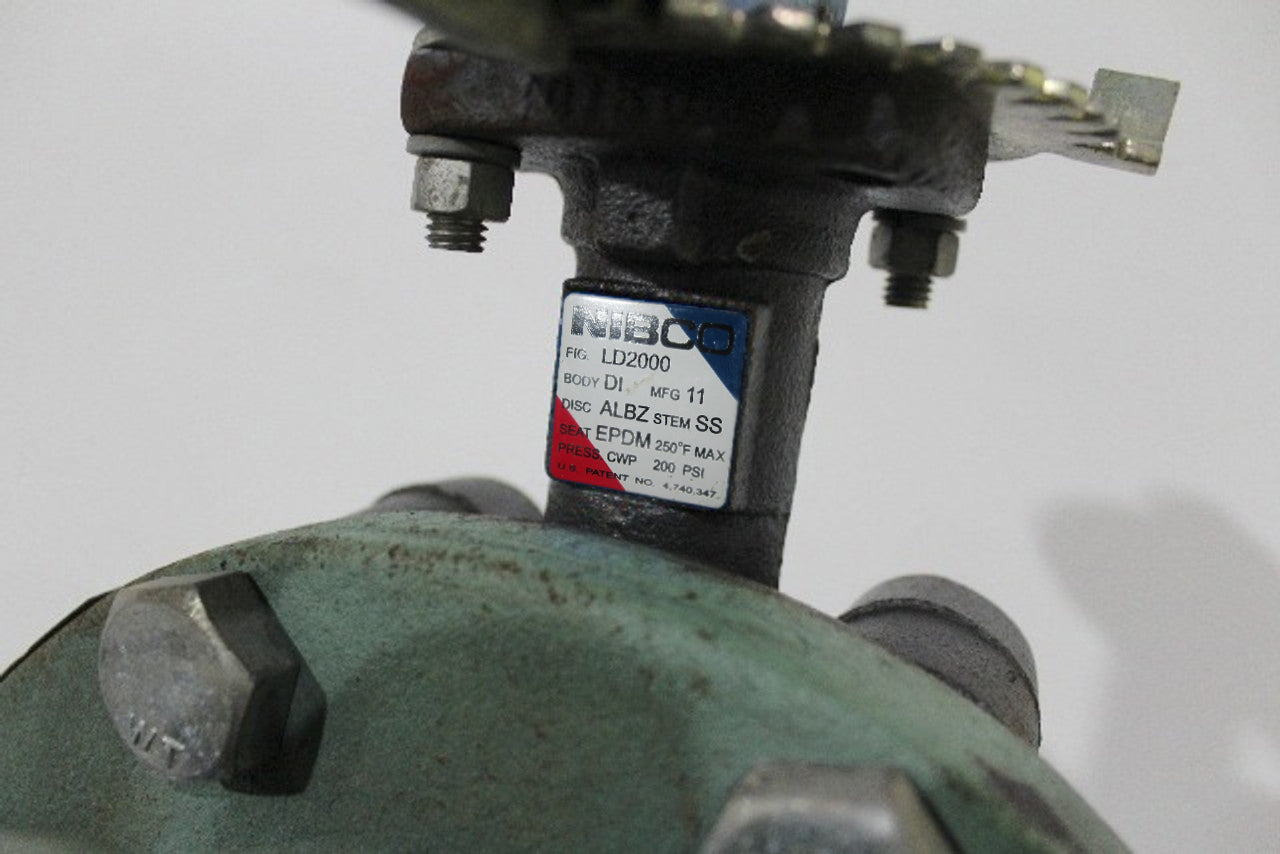 NIBCO
FIG. LD2000
BODY DI MFG 11
DISC ALBZ STEM SS
SEAT EPDM 250°F MAX
PRESS CWP 200 PSI
U.S. PATENT NO. 4,740,347
WT